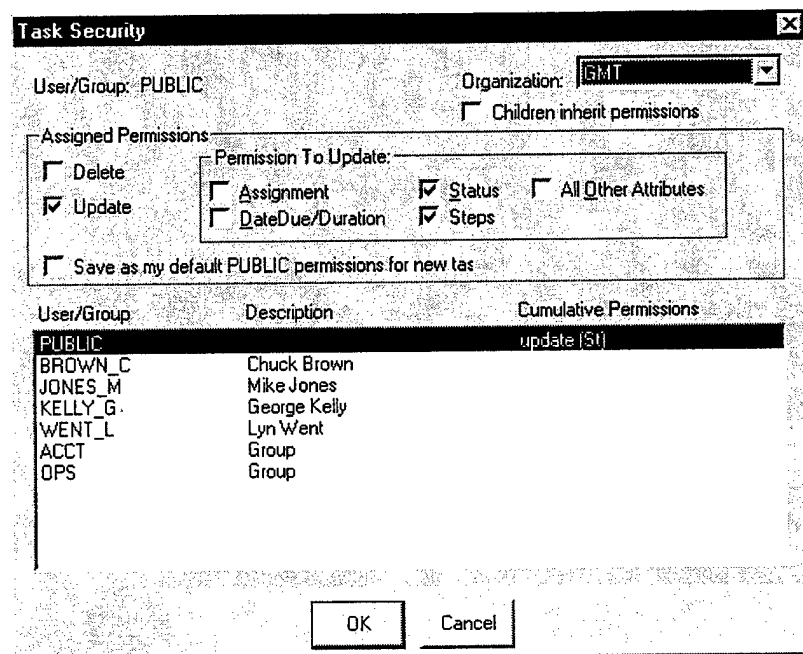 Task Security
User/Group: PUBLIC
Organization: GMT
Children inherit permissions
Assigned Permissions
Delete
Update
Permission To Update:
Assignment
Status
All Other Attributes
DateDue/Duration
Steps
Save as my default PUBLIC permissions for new tas
User/Group Description Cumulative Permissions
PUBLIC update (St)
BROWN_C Chuck Brown
JONES_M Mike Jones
KELLY_G Geoge Kelly
WENT_L Lyn Went
ACCT Group
OPS Group
OK Cancel